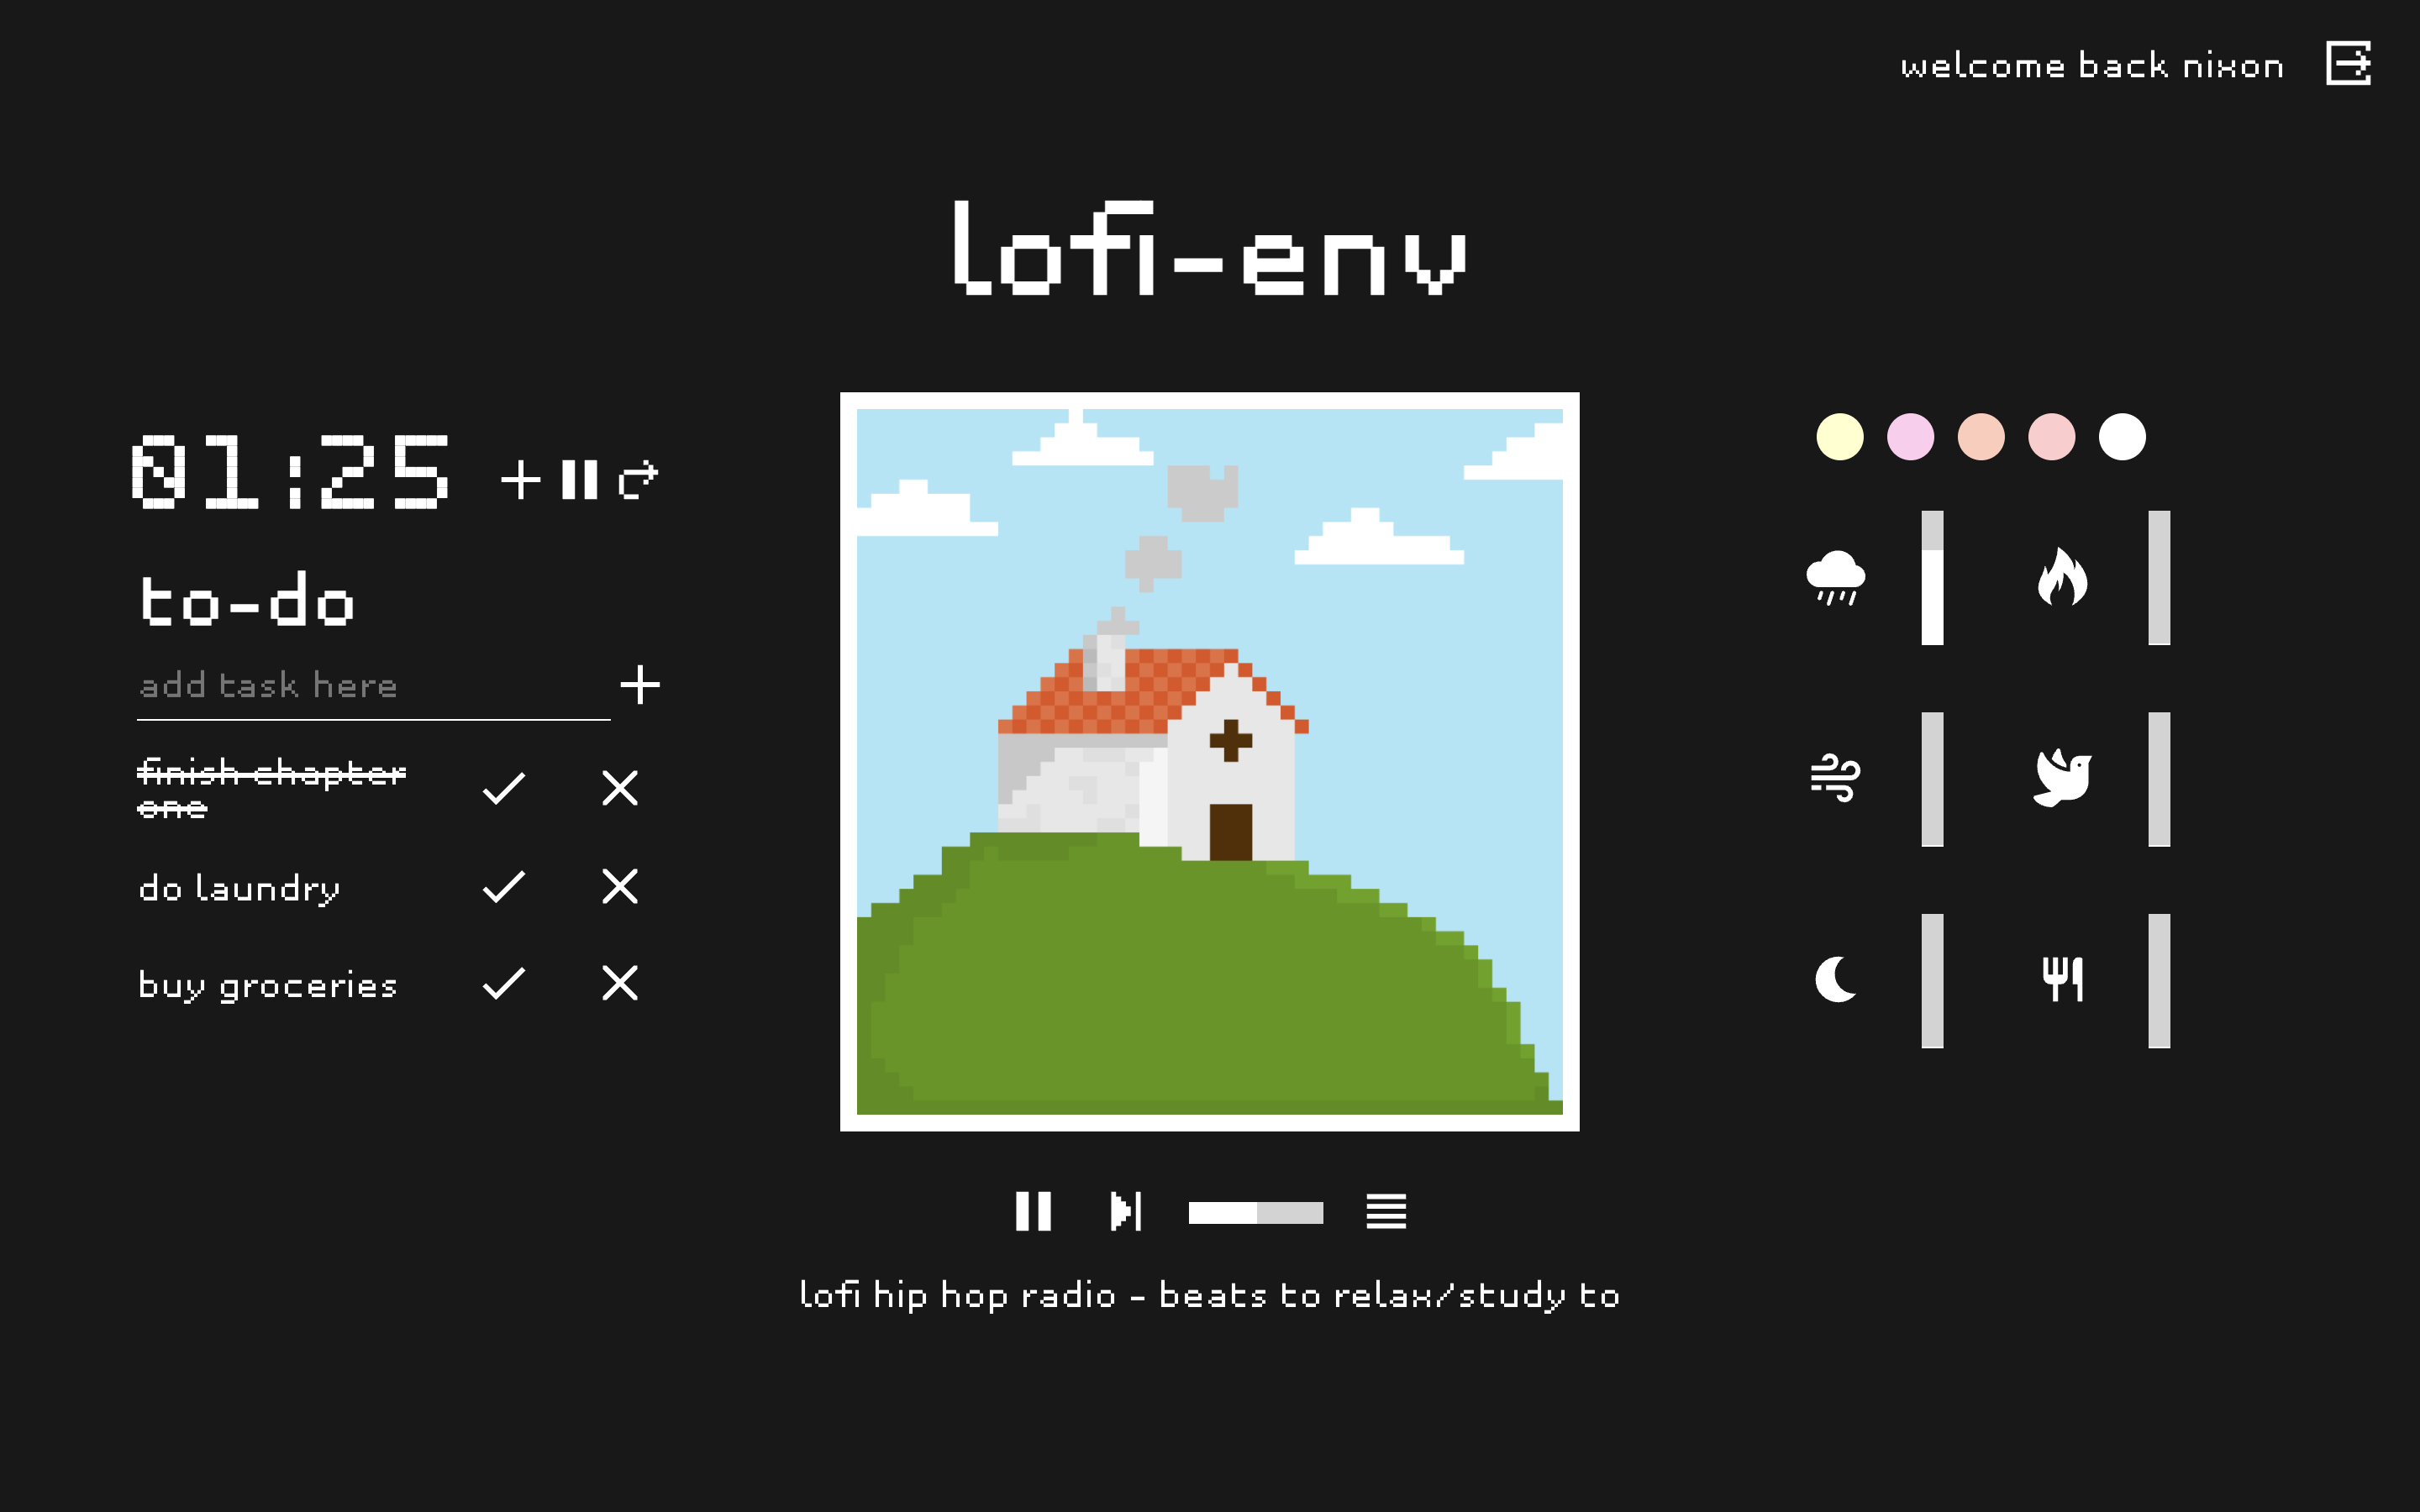 welcome back nixon
lofi-env
01:25
to-do
add task here
finish chapter
one
do laundry
buy groceries
lofi hip hop radio - beats to relax/study to